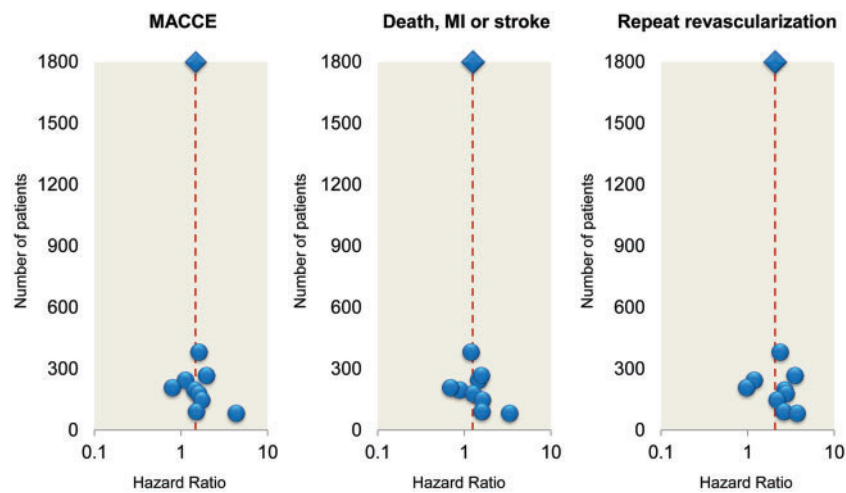 MACCE
1800
1500
1200
900
600
300
0
Number of patients
0.1 1 10
Hazard Ratio
Death, MI or stroke
1800
1500
1200
900
600
300
0
Number of patients
0.1 1 10
Hazard Ratio
Repeat revascularization
1800
1500
1200
900
600
300
0
Number of patients
0.1 1 10
Hazard Ratio